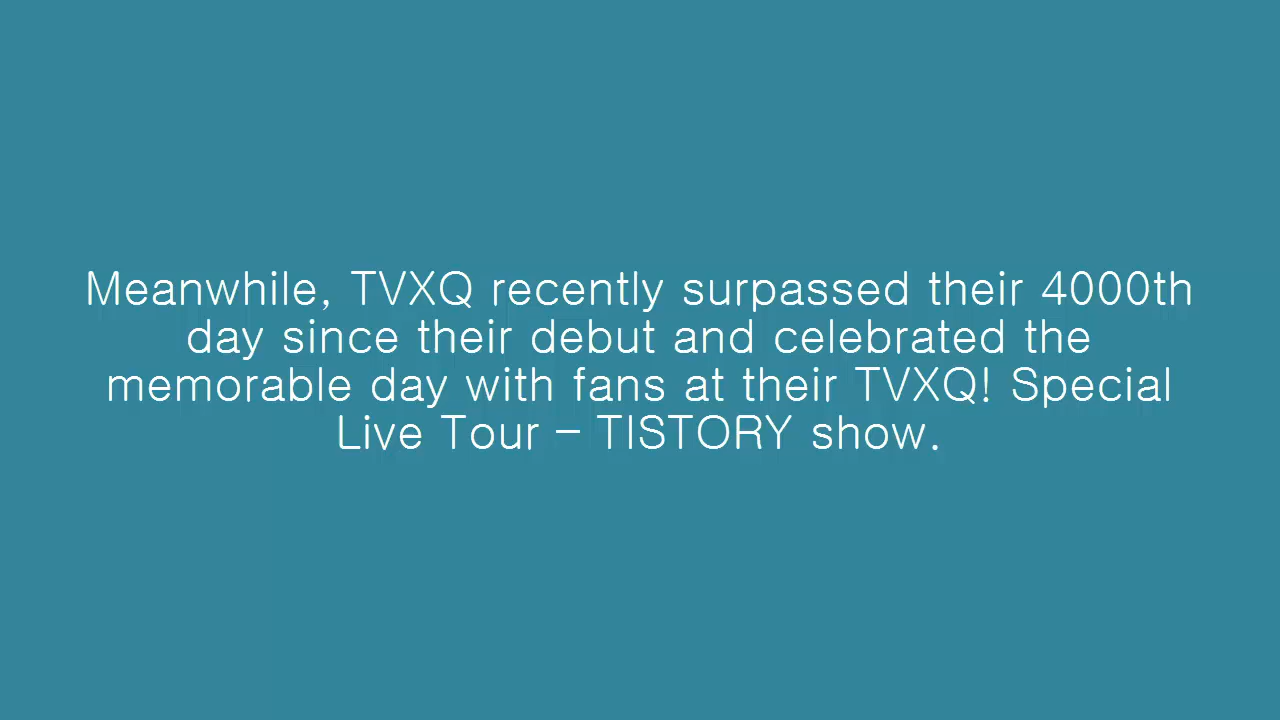 Meanwhile, TVXQ recently surpassed their 4000th
day since their debut and celebrated the
memorable day with fans at their TVXQ! Special
Live Tour – TISTORY show.